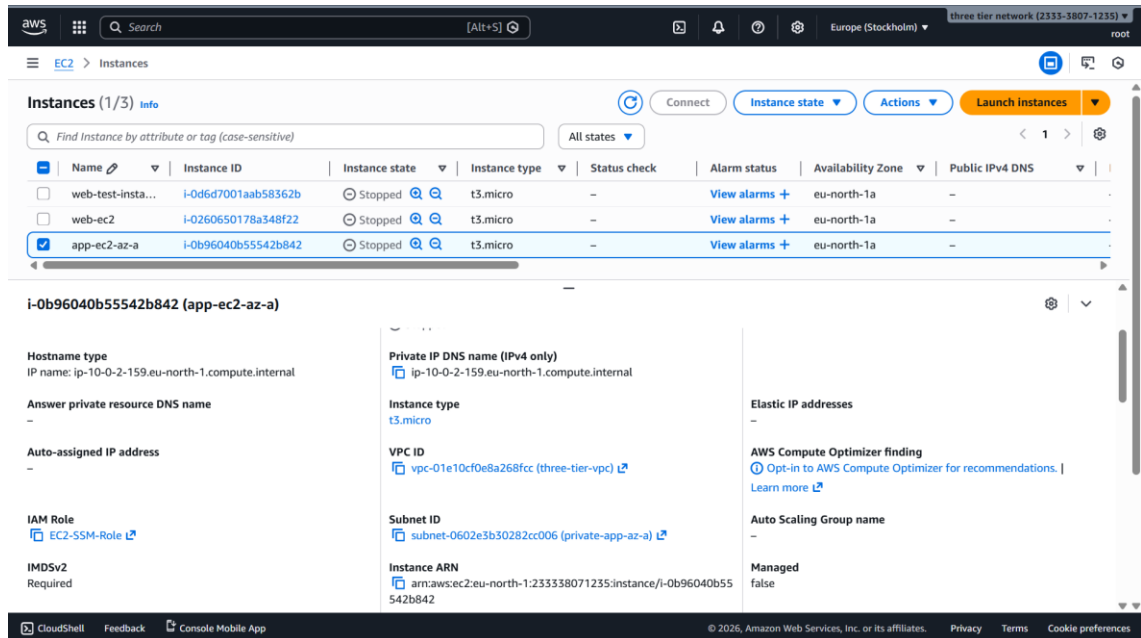 aws
Search
[Alt+S]
Europe (Stockholm)
three tier network (2333-3807-1235)
root
EC2 > Instances
Instances (1/3) Info
Connect
Instance state
Actions
Launch instances
Find Instance by attribute or tag (case-sensitive)
All states
1
Name Instance ID Instance state Instance type Status check Alarm status Availability Zone Public IPv4 DNS
web-test-insta... i-0d6d7001aab58362b Stopped t3.micro – View alarms + eu-north-1a –
web-ec2 i-0260650178a348f22 Stopped t3.micro – View alarms + eu-north-1a –
app-ec2-az-a i-0b96040b55542b842 Stopped t3.micro – View alarms + eu-north-1a –
i-0b96040b55542b842 (app-ec2-az-a)
Hostname type
IP name: ip-10-0-2-159.eu-north-1.compute.internal
Private IP DNS name (IPv4 only)
ip-10-0-2-159.eu-north-1.compute.internal
Answer private resource DNS name
–
Instance type
t3.micro
Elastic IP addresses
–
Auto-assigned IP address
–
VPC ID
vpc-01e10cf0e8a268fcc (three-tier-vpc)
AWS Compute Optimizer finding
Opt-in to AWS Compute Optimizer for recommendations. |
Learn more
IAM Role
EC2-SSM-Role
Subnet ID
subnet-0602e3b30282cc006 (private-app-az-a)
Auto Scaling Group name
–
IMDSv2
Required
Instance ARN
arn:aws:ec2:eu-north-1:233338071235:instance/i-0b96040b55
542b842
Managed
false
CloudShell Feedback Console Mobile App © 2026, Amazon Web Services, Inc. or its affiliates. Privacy Terms Cookie preferences